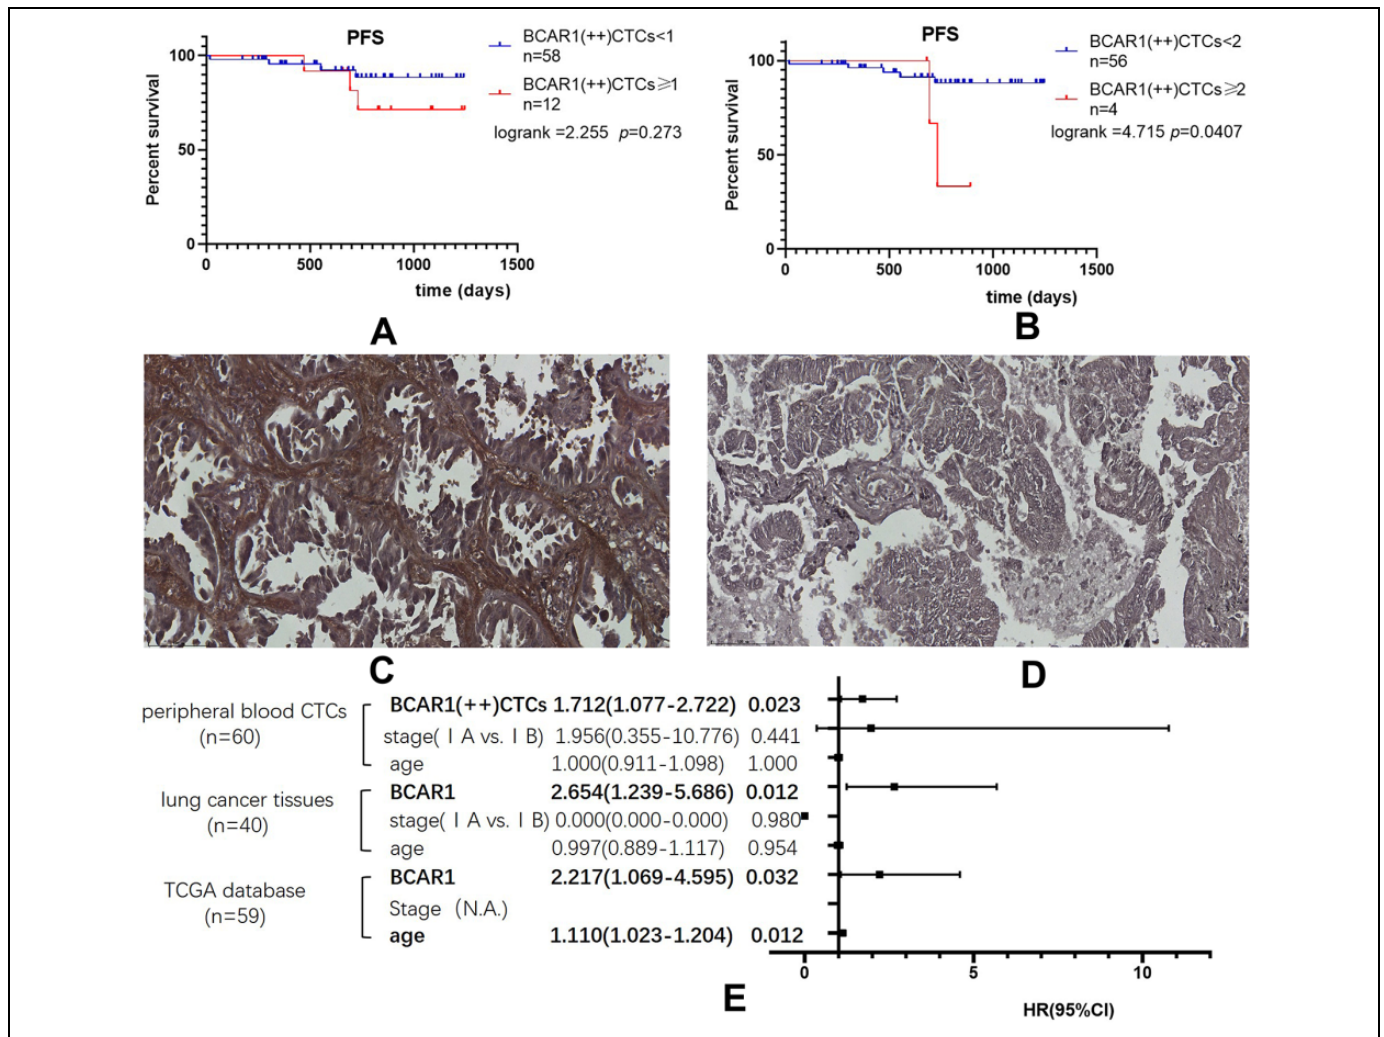 PFS
BCAR1(++)CTCs<1
n=58
BCAR1(++)CTCs⩾1
n=12
logrank =2.255 p=0.273
Percent survival
100
50
0
0 500 1000 1500
time (days)
A
PFS
BCAR1(++)CTCs<2
n=56
BCAR1(++)CTCs⩾2
n=4
logrank =4.715 p=0.0407
Percent survival
100
50
0
0 500 1000 1500
time (days)
B
C
D
peripheral blood CTCs
(n=60)
BCAR1(++)CTCs 1.712(1.077-2.722) 0.023
stage(ⅠA vs. ⅠB) 1.956(0.355-10.776) 0.441
age 1.000(0.911-1.098) 1.000
lung cancer tissues
(n=40)
BCAR1 2.654(1.239-5.686) 0.012
stage(ⅠA vs. ⅠB) 0.000(0.000-0.000) 0.980
age 0.997(0.889-1.117) 0.954
TCGA database
(n=59)
BCAR1 2.217(1.069-4.595) 0.032
Stage (N.A.)
age 1.110(1.023-1.204) 0.012
0 5 10
HR(95%CI)
E